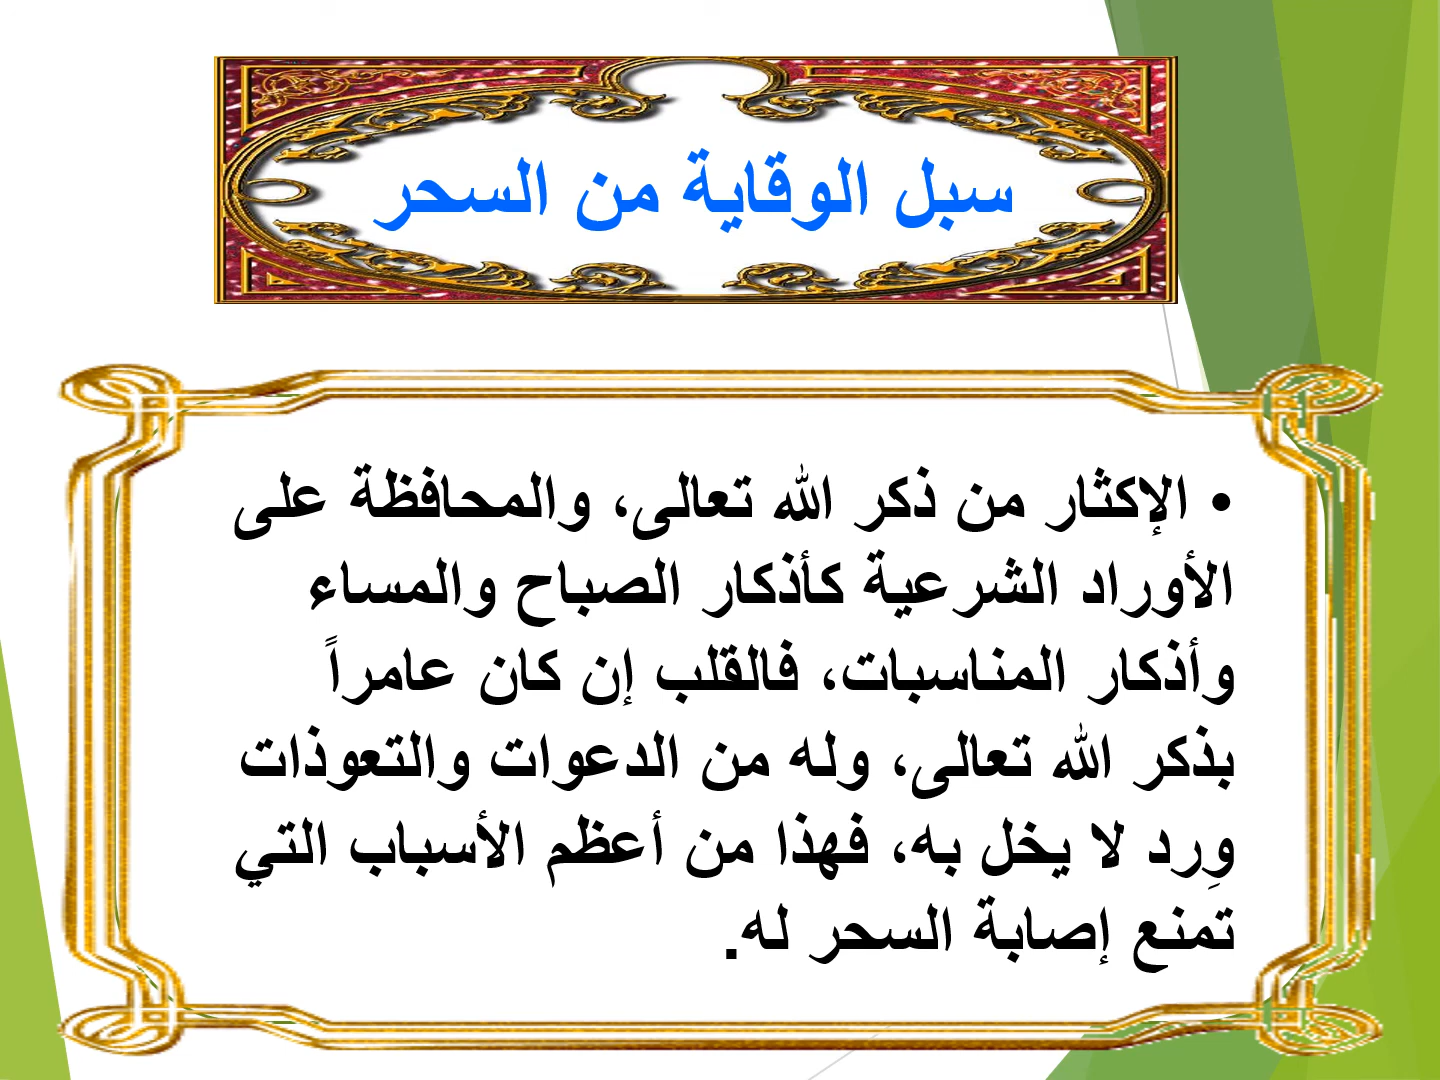 سبل الوقاية من السحر
• الإكثار من ذكر الله تعالى، والمحافظة على
الأوراد الشرعية كأذكار الصباح والمساء
وأذكار المناسبات، فالقلب إن كان عامراً
بذكر الله تعالى، وله من الدعوات والتعوذات
وِرد لا يخل به، فهذا من أعظم الأسباب التي
تمنع إصابة السحر له.